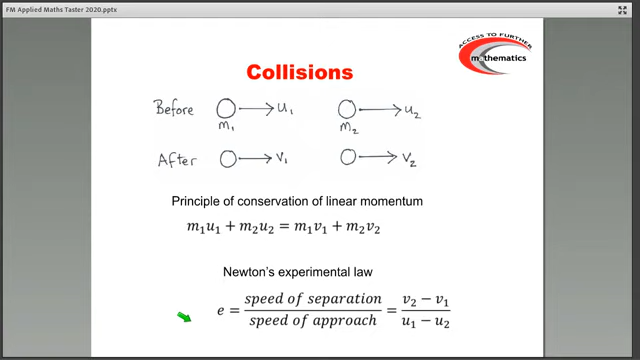 FM Applied Maths Taster 2020.pptx
ACCESS TO FURTHER
mathematics
Collisions
Before m₁ u₁ m₂ u₂
After v₁ v₂
Principle of conservation of linear momentum
m₁u₁ + m₂u₂ = m₁v₁ + m₂v₂
Newton's experimental law
e = speed of separation / speed of approach = v₂ − v₁ / u₁ − u₂